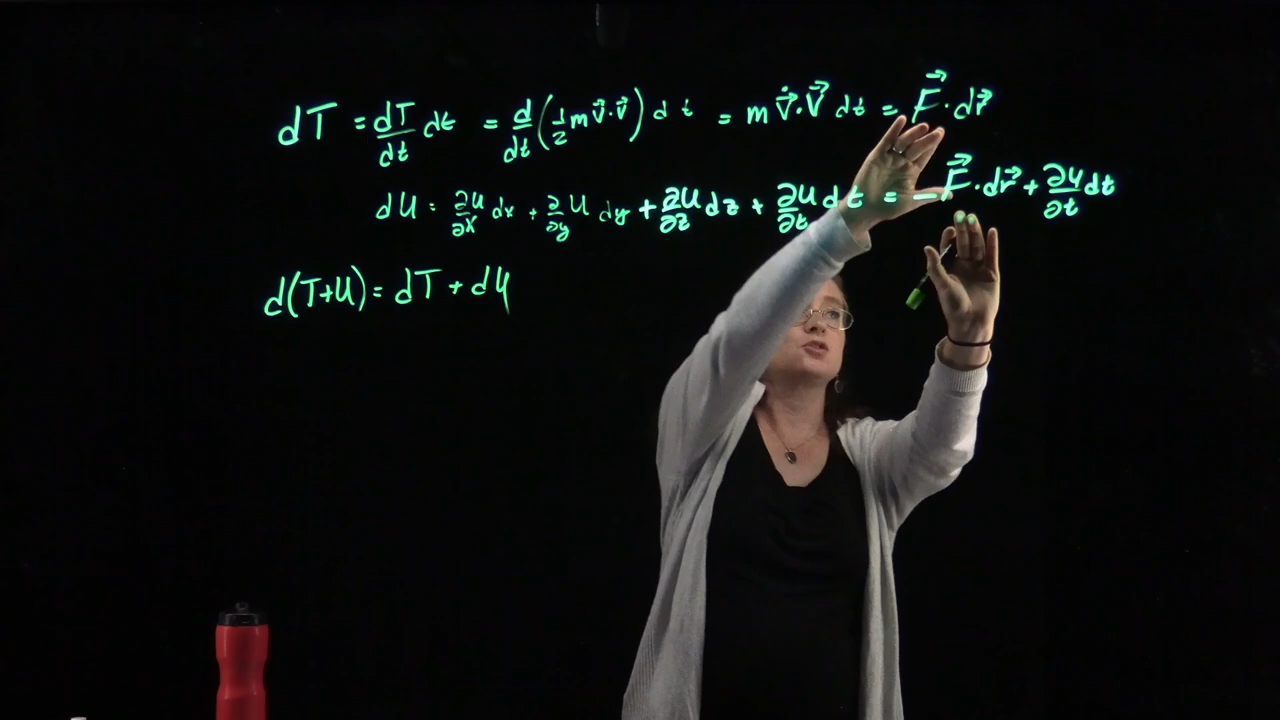 dT = dT/dt dt = d/dt (1/2 m v⃗·v⃗) dt = m v⃗̇·v⃗ dt = F⃗·dr⃗
dU = ∂U/∂x dx + ∂/∂y U dy + ∂U/∂z dz + ∂U/∂t dt = -F⃗·dr⃗ + ∂U/∂t dt
d(T+U) = dT + dU